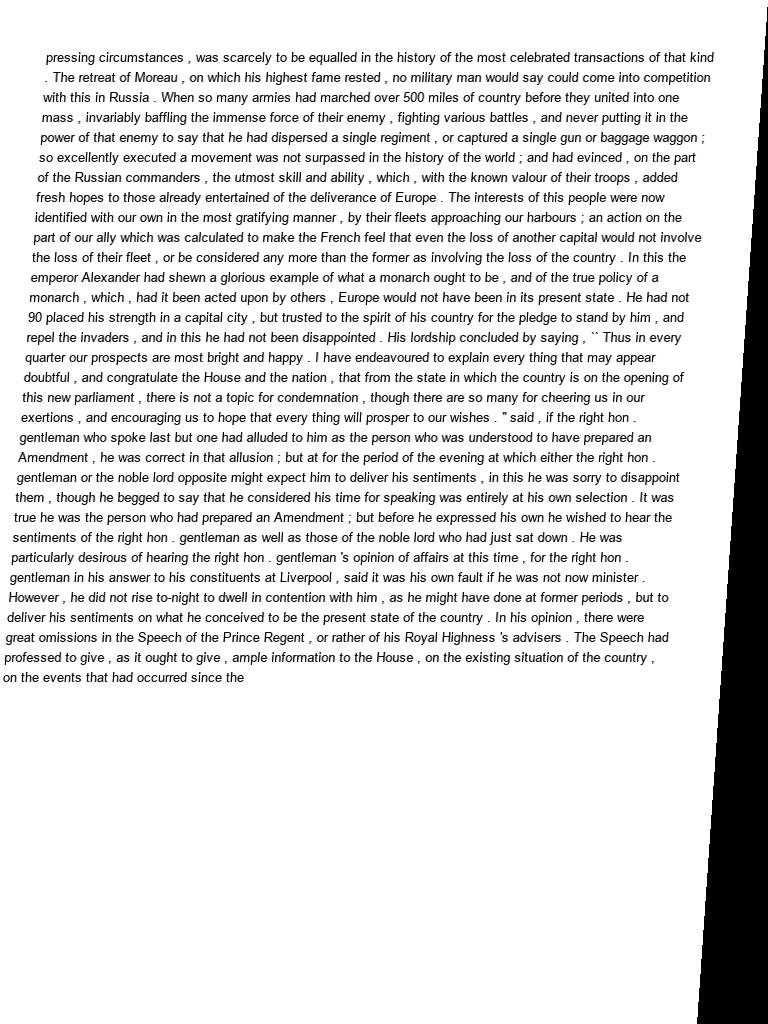 pressing circumstances , was scarcely to be equalled in the history of the most celebrated transactions of that kind
. The retreat of Moreau , on which his highest fame rested , no military man would say could come into competition
with this in Russia . When so many armies had marched over 500 miles of country before they united into one
mass , invariably baffling the immense force of their enemy , fighting various battles , and never putting it in the
power of that enemy to say that he had dispersed a single regiment , or captured a single gun or baggage waggon ;
so excellently executed a movement was not surpassed in the history of the world ; and had evinced , on the part
of the Russian commanders , the utmost skill and ability , which , with the known valour of their troops , added
fresh hopes to those already entertained of the deliverance of Europe . The interests of this people were now
identified with our own in the most gratifying manner , by their fleets approaching our harbours ; an action on the
part of our ally which was calculated to make the French feel that even the loss of another capital would not involve
the loss of their fleet , or be considered any more than the former as involving the loss of the country . In this the
emperor Alexander had shewn a glorious example of what a monarch ought to be , and of the true policy of a
monarch , which , had it been acted upon by others , Europe would not have been in its present state . He had not
90 placed his strength in a capital city , but trusted to the spirit of his country for the pledge to stand by him , and
repel the invaders , and in this he had not been disappointed . His lordship concluded by saying , `` Thus in every
quarter our prospects are most bright and happy . I have endeavoured to explain every thing that may appear
doubtful , and congratulate the House and the nation , that from the state in which the country is on the opening of
this new parliament , there is not a topic for condemnation , though there are so many for cheering us in our
exertions , and encouraging us to hope that every thing will prosper to our wishes . '' said , if the right hon .
gentleman who spoke last but one had alluded to him as the person who was understood to have prepared an
Amendment , he was correct in that allusion ; but at for the period of the evening at which either the right hon .
gentleman or the noble lord opposite might expect him to deliver his sentiments , in this he was sorry to disappoint
them , though he begged to say that he considered his time for speaking was entirely at his own selection . It was
true he was the person who had prepared an Amendment ; but before he expressed his own he wished to hear the
sentiments of the right hon . gentleman as well as those of the noble lord who had just sat down . He was
particularly desirous of hearing the right hon . gentleman 's opinion of affairs at this time , for the right hon .
gentleman in his answer to his constituents at Liverpool , said it was his own fault if he was not now minister .
However , he did not rise to-night to dwell in contention with him , as he might have done at former periods , but to
deliver his sentiments on what he conceived to be the present state of the country . In his opinion , there were
great omissions in the Speech of the Prince Regent , or rather of his Royal Highness 's advisers . The Speech had
professed to give , as it ought to give , ample information to the House , on the existing situation of the country ,
on the events that had occurred since the